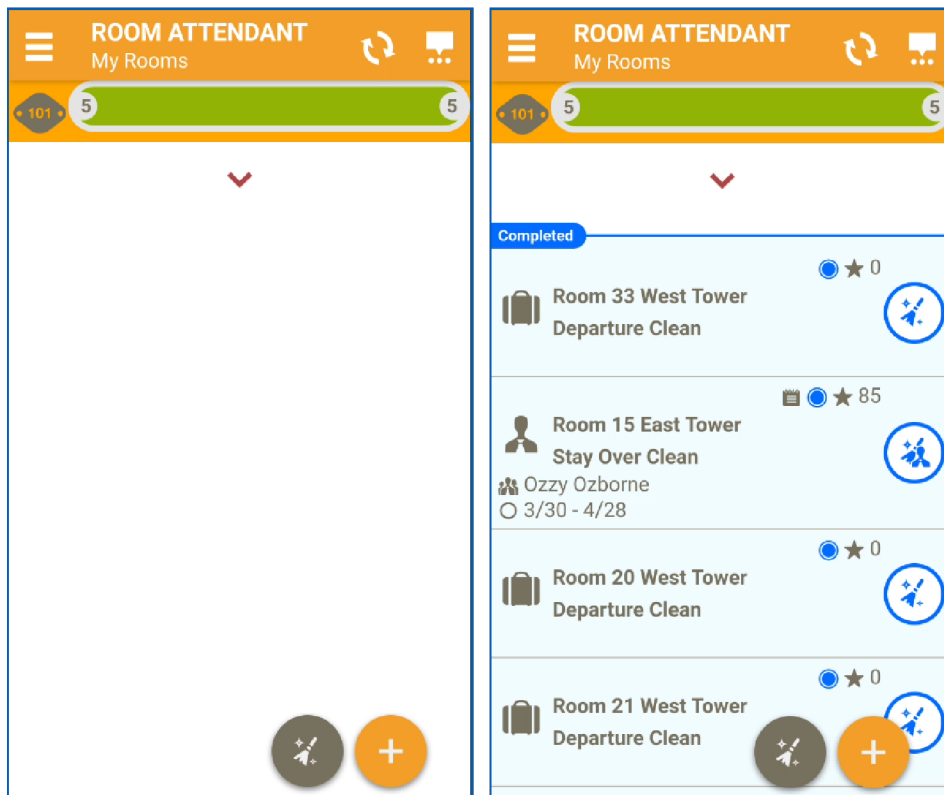 ROOM ATTENDANT
My Rooms
101
5
5
ROOM ATTENDANT
My Rooms
101
5
5
Completed
0
Room 33 West Tower
Departure Clean
85
Room 15 East Tower
Stay Over Clean
Ozzy Ozborne
3/30 - 4/28
0
Room 20 West Tower
Departure Clean
0
Room 21 West Tower
Departure Clean